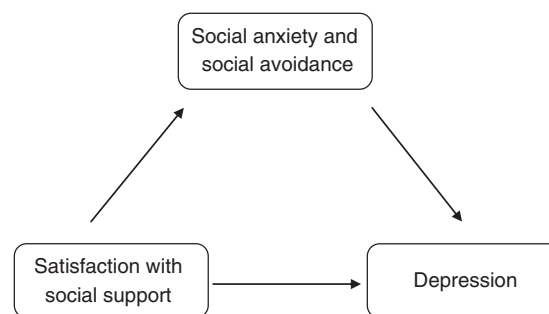 Social anxiety and
social avoidance
Satisfaction with
social support
Depression